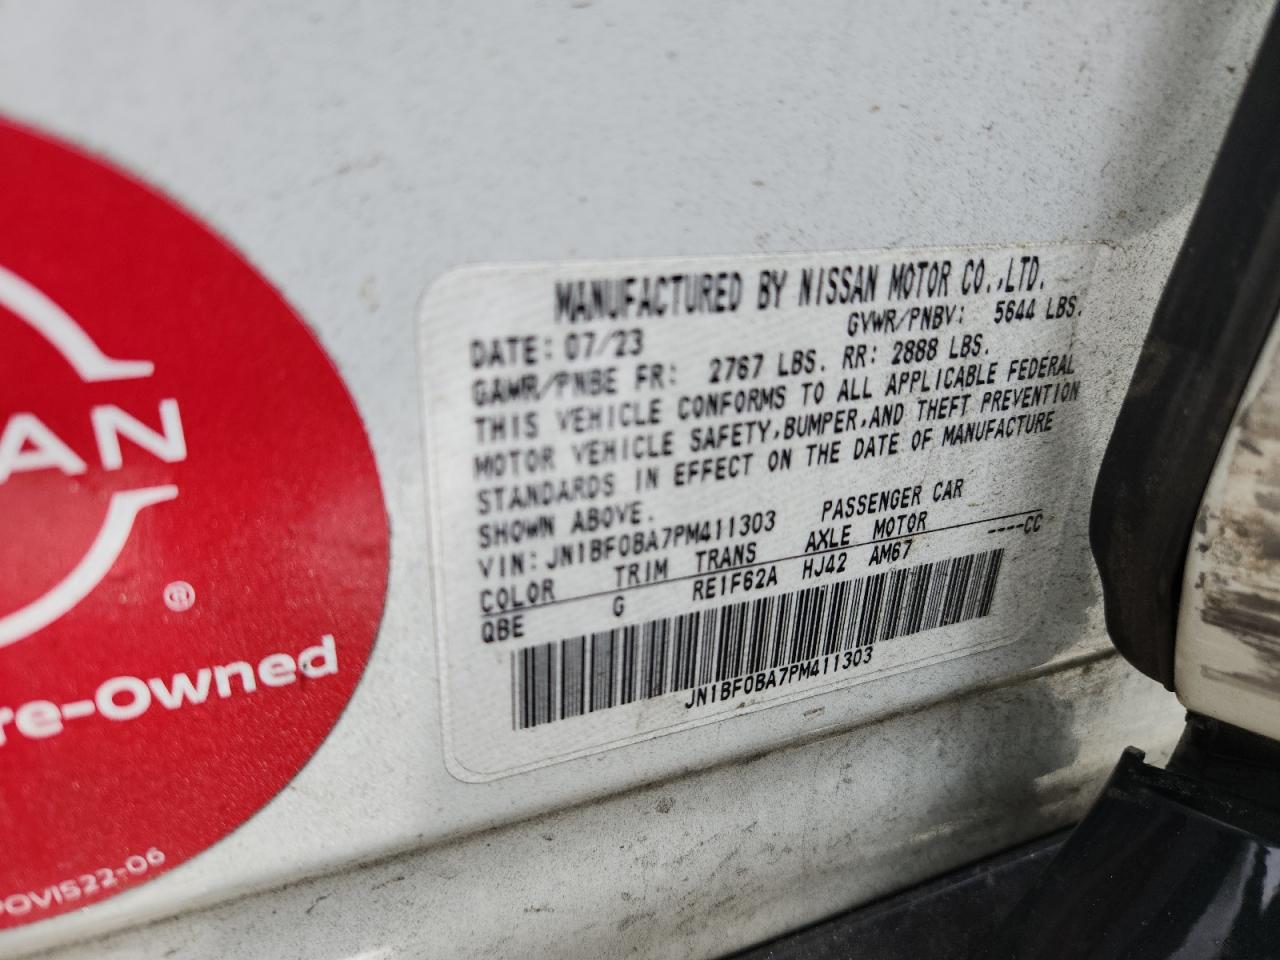 AN
®
re-Owned
POVIS22-06
MANUFACTURED BY NISSAN MOTOR CO.,LTD.
DATE: 07/23 GVWR/PNBV: 5644 LBS.
GAWR/PNBE FR: 2767 LBS. RR: 2888 LBS.
THIS VEHICLE CONFORMS TO ALL APPLICABLE FEDERAL
MOTOR VEHICLE SAFETY,BUMPER,AND THEFT PREVENTION
STANDARDS IN EFFECT ON THE DATE OF MANUFACTURE
SHOWN ABOVE.
VIN: JN1BF0BA7PM411303 PASSENGER CAR
COLOR TRIM TRANS AXLE MOTOR
QBE G RE1F62A HJ42 AM67 ----CC
JN1BF0BA7PM411303